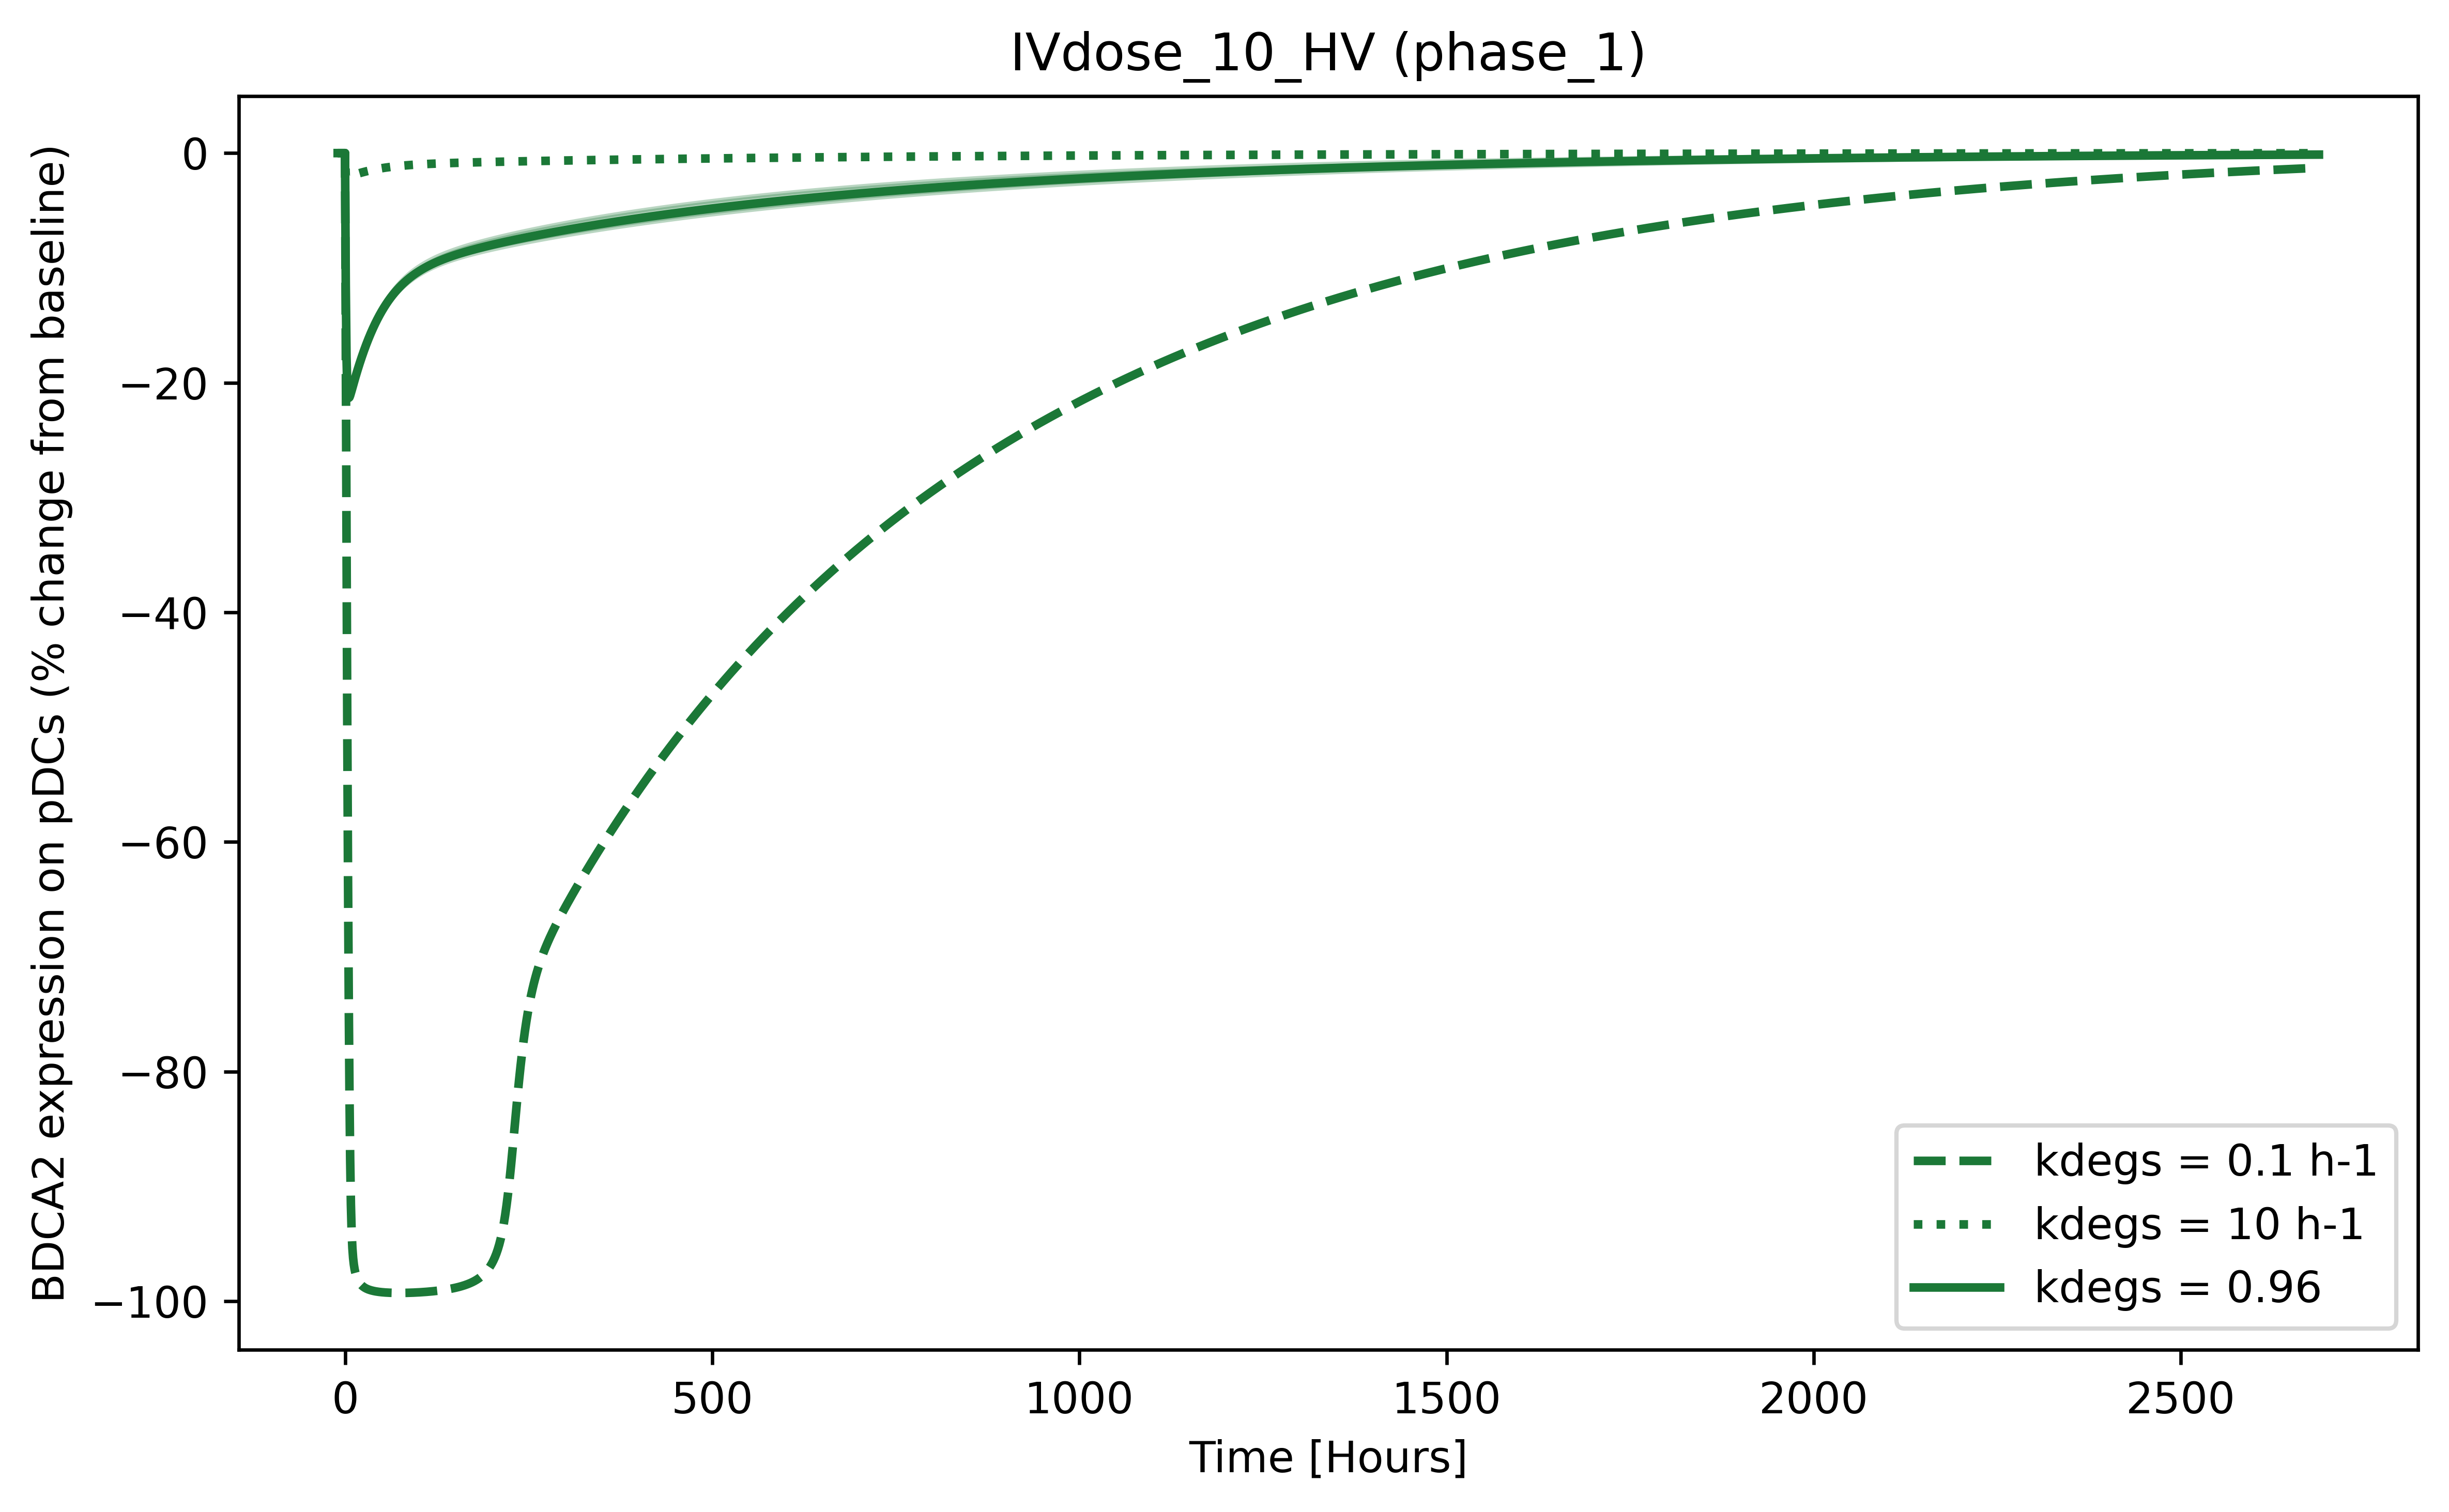 IVdose_10_HV (phase_1)
BDCA2 expression on pDCs (% change from baseline)
0
−20
−40
−60
−80
−100
kdegs = 0.1 h-1
kdegs = 10 h-1
kdegs = 0.96
0 500 1000 1500 2000 2500
Time [Hours]